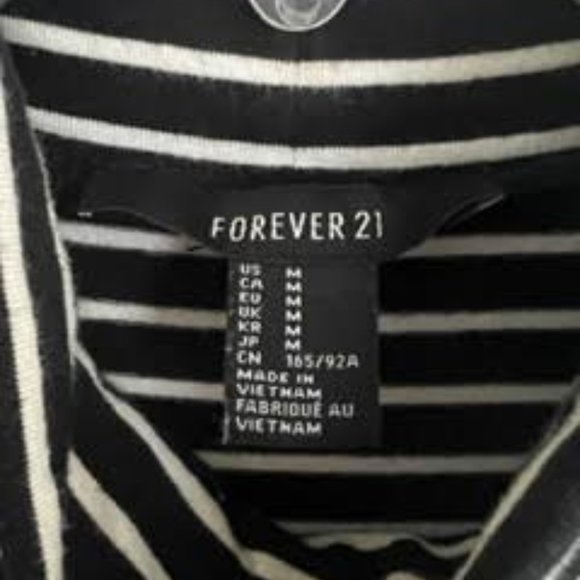 FOREVER 21
US M
CA M
EU M
UK M
KR M
JP M
CN 165/92A
MADE IN
VIETNAM
FABRIQUÉ AU
VIETNAM